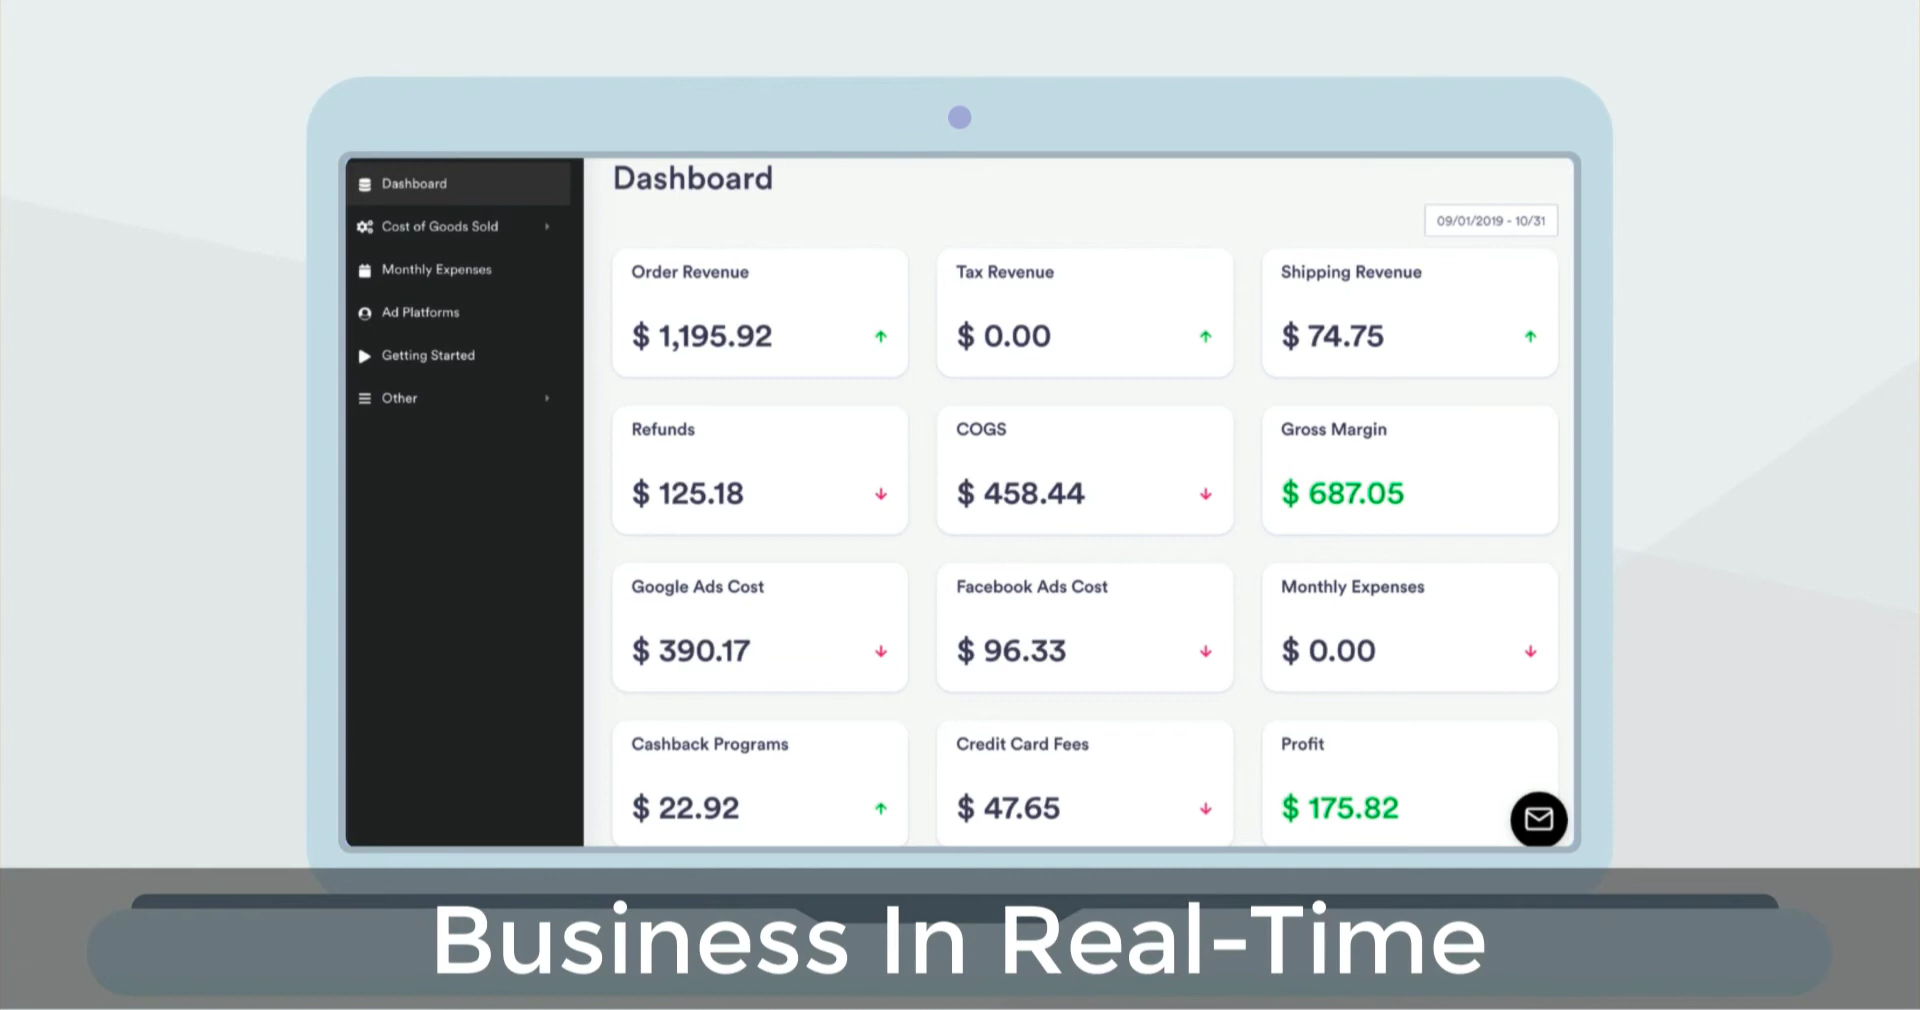 Dashboard
Cost of Goods Sold
Monthly Expenses
Ad Platforms
Getting Started
Other
Dashboard
09/01/2019 - 10/31
Order Revenue
$ 1,195.92
Tax Revenue
$ 0.00
Shipping Revenue
$ 74.75
Refunds
$ 125.18
COGS
$ 458.44
Gross Margin
$ 687.05
Google Ads Cost
$ 390.17
Facebook Ads Cost
$ 96.33
Monthly Expenses
$ 0.00
Cashback Programs
$ 22.92
Credit Card Fees
$ 47.65
Profit
$ 175.82
Business In Real-Time